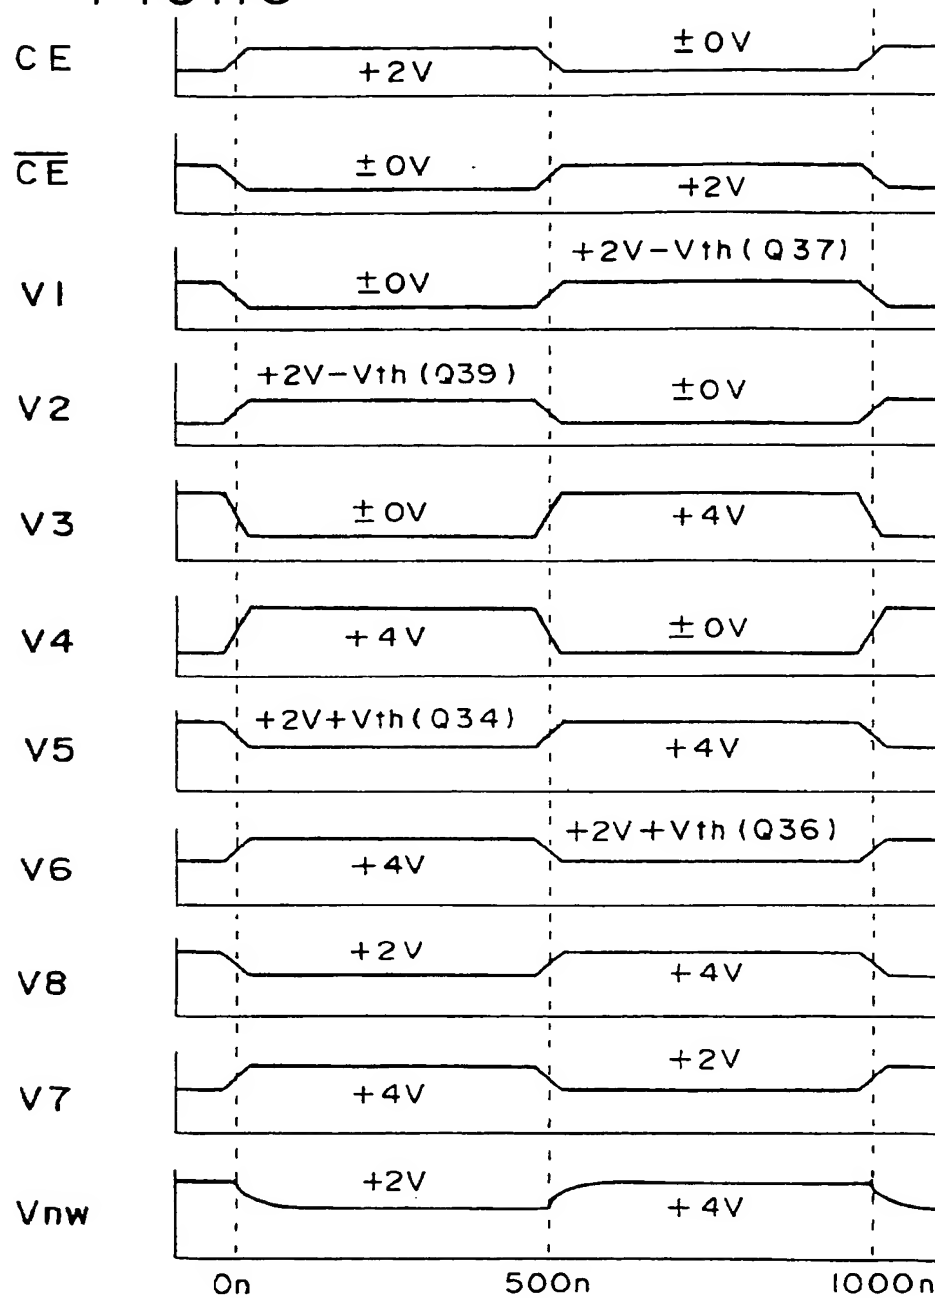 CE +2V ±0V
C̅E̅ ±0V +2V
V1 ±0V +2V-Vth(Q37)
V2 +2V-Vth(Q39) ±0V
V3 ±0V +4V
V4 +4V ±0V
V5 +2V+Vth(Q34) +4V
V6 +4V +2V+Vth(Q36)
V8 +2V +4V
V7 +4V +2V
Vnw +2V +4V
0n 500n 1000n